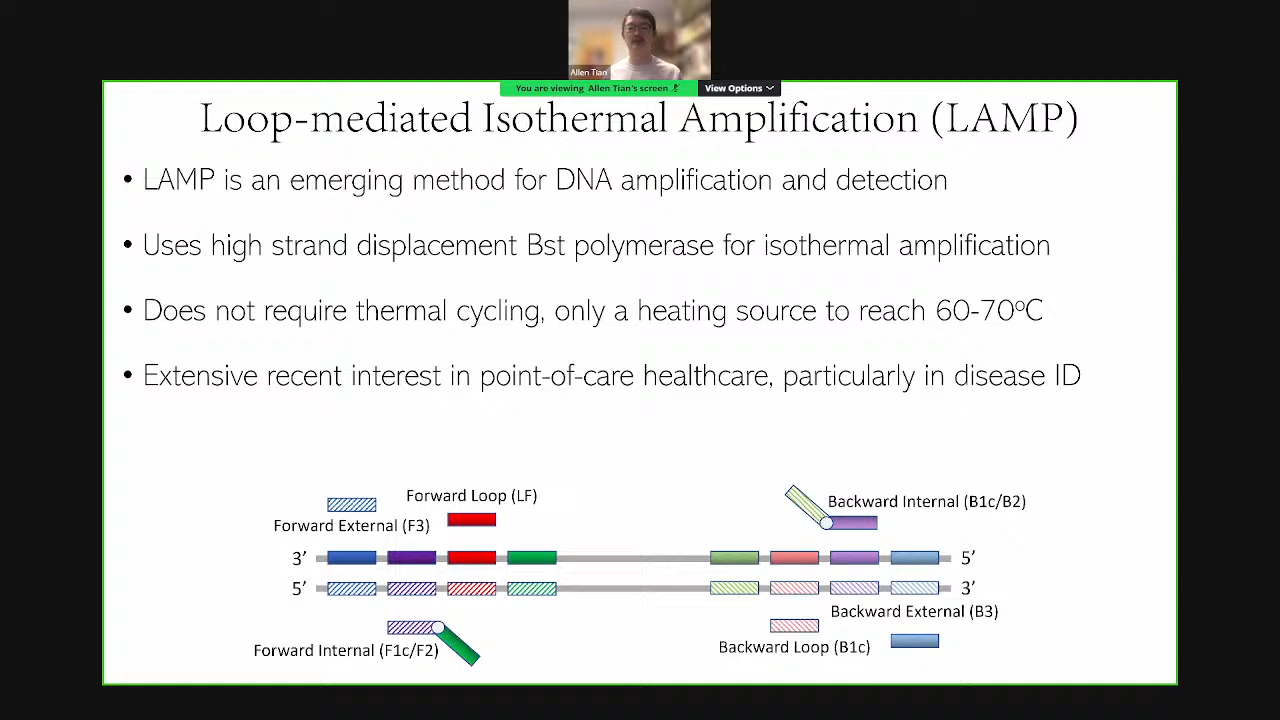 Allen Tian
You are viewing Allen Tian's screen
View Options
Loop-mediated Isothermal Amplification (LAMP)
• LAMP is an emerging method for DNA amplification and detection
• Uses high strand displacement Bst polymerase for isothermal amplification
• Does not require thermal cycling, only a heating source to reach 60-70ºC
• Extensive recent interest in point-of-care healthcare, particularly in disease ID
Forward Loop (LF)
Backward Internal (B1c/B2)
Forward External (F3)
3’ 5’
5’ 3’
Backward External (B3)
Forward Internal (F1c/F2)
Backward Loop (B1c)